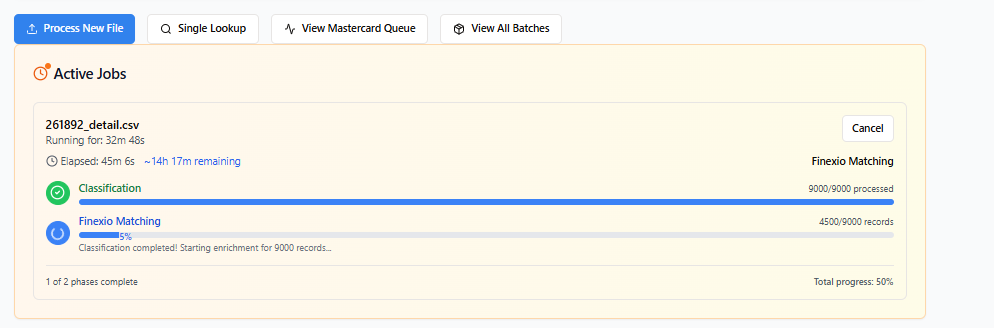 Process New File
Single Lookup
View Mastercard Queue
View All Batches
Active Jobs
261892_detail.csv
Running for: 32m 48s
Cancel
Elapsed: 45m 6s ~14h 17m remaining
Finexio Matching
Classification
9000/9000 processed
Finexio Matching
4500/9000 records
5%
Classification completed! Starting enrichment for 9000 records...
1 of 2 phases complete
Total progress: 50%